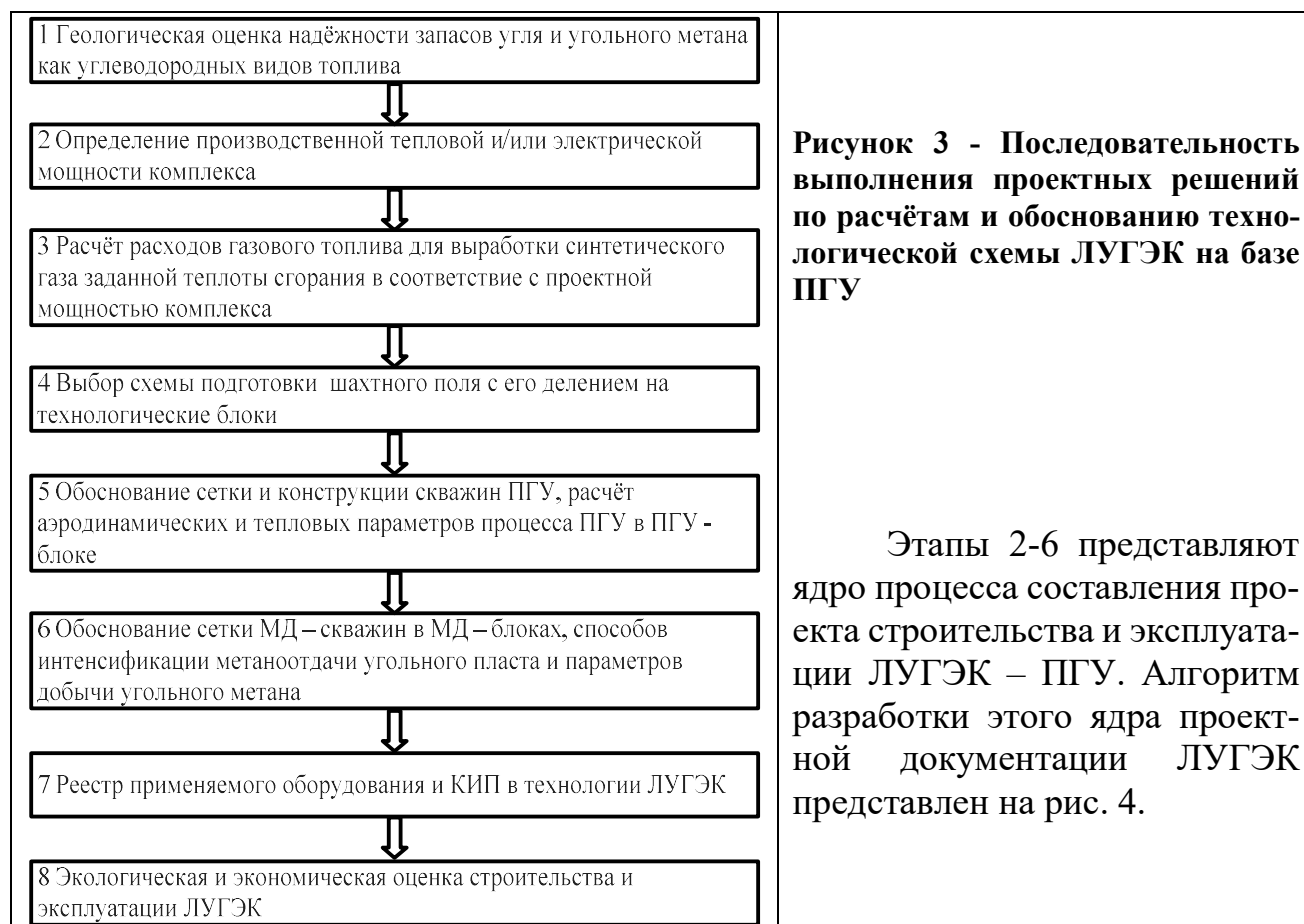 1 Геологическая оценка надёжности запасов угля и угольного метана
как углеводородных видов топлива
2 Определение производственной тепловой и/или электрической
мощности комплекса
3 Расчёт расходов газового топлива для выработки синтетического
газа заданной теплоты сгорания в соответствие с проектной
мощностью комплекса
4 Выбор схемы подготовки шахтного поля с его делением на
технологические блоки
5 Обоснование сетки и конструкции скважин ПГУ, расчёт
аэродинамических и тепловых параметров процесса ПГУ в ПГУ -
блоке
6 Обоснование сетки МД – скважин в МД – блоках, способов
интенсификации метаноотдачи угольного пласта и параметров
добычи угольного метана
7 Реестр применяемого оборудования и КИП в технологии ЛУГЭК
8 Экологическая и экономическая оценка строительства и
эксплуатации ЛУГЭК
Рисунок 3 - Последовательность
выполнения проектных решений
по расчётам и обоснованию техно-
логической схемы ЛУГЭК на базе
ПГУ
Этапы 2-6 представляют
ядро процесса составления про-
екта строительства и эксплуата-
ции ЛУГЭК – ПГУ. Алгоритм
разработки этого ядра проект-
ной документации ЛУГЭК
представлен на рис. 4.